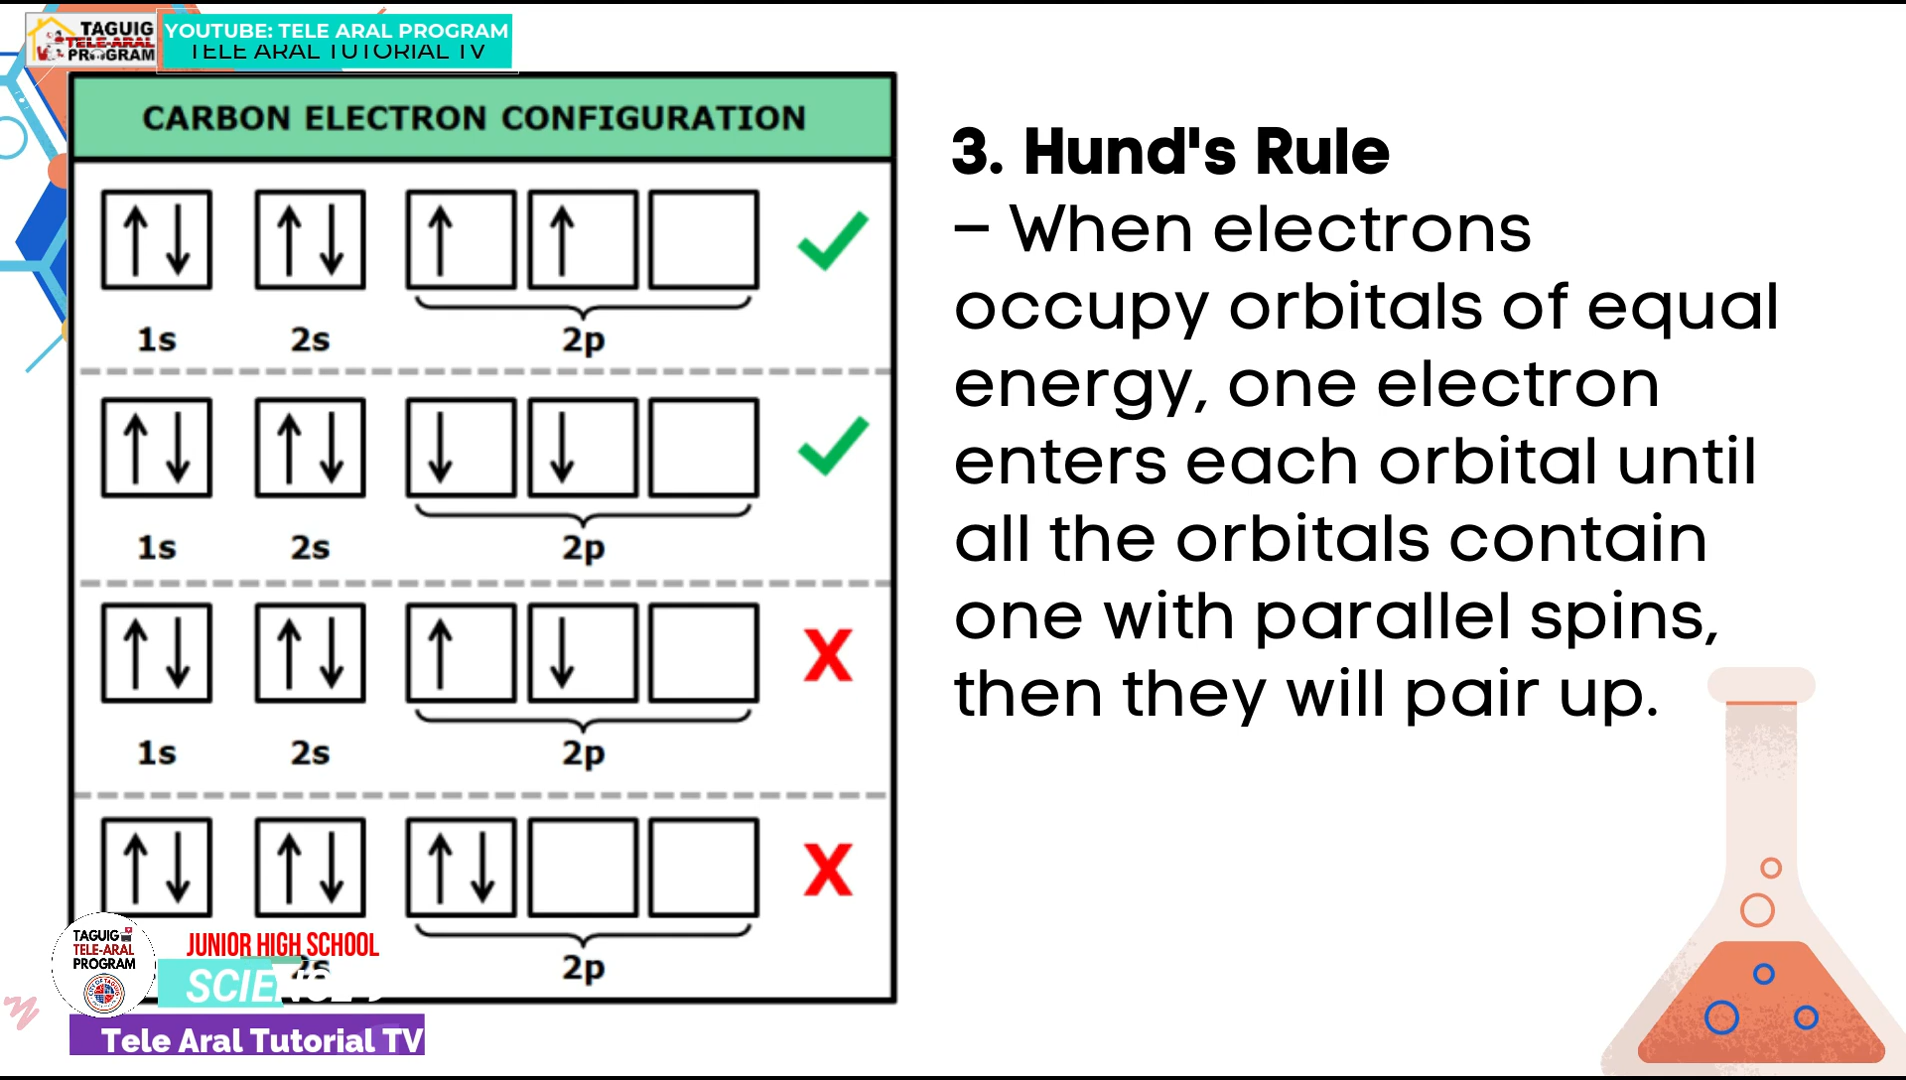 TAGUIG
TELE-ARAL
PROGRAM
YOUTUBE: TELE ARAL PROGRAM
TELE ARAL TUTORIAL TV
CARBON ELECTRON CONFIGURATION
1s 2s 2p
1s 2s 2p
1s 2s 2p
2s 2p
3. Hund's Rule
– When electrons
occupy orbitals of equal
energy, one electron
enters each orbital until
all the orbitals contain
one with parallel spins,
then they will pair up.
TAGUIG
TELE-ARAL
PROGRAM
JUNIOR HIGH SCHOOL
Tele Aral Tutorial TV